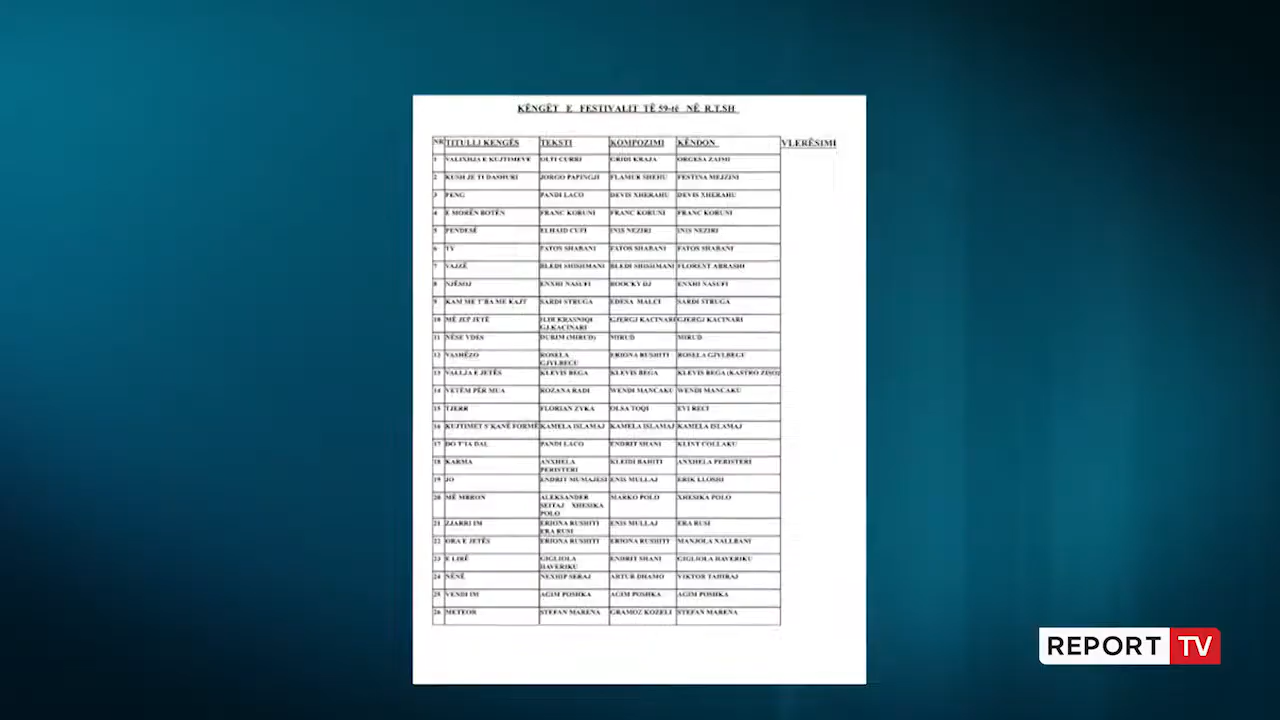 KËNGËT E FESTIVALIT TË 59-të NË R.T.SH
NR TITULLI KENGËS TEKSTI KOMPOZIMI KËNDON VLERËSIMI
1 VALIXHJA E KUJTIMEVE OLTI CURRI GRIDI KRAJA ORGESA ZAIMI
2 KUSH JE TI DASHURI JORGO PAPINGJI FLAMUR SHEHU FESTINA MEJZINI
3 PENG PANDI LACO DEVIS XHERAHU DEVIS XHERAHU
4 E MORËN BOTËN FRANC KORUNI FRANC KORUNI FRANC KORUNI
5 PENDESË ELHAID CUFI INIS NEZIRI INIS NEZIRI
6 TY FATOS SHABANI FATOS SHABANI FATOS SHABANI
7 VAJZË BLEDI SHISHMANI BLEDI SHISHMANI FLORENT ABRASHI
8 NJËSOJ ENXHI NASUFI ROOCKY DJ ENXHI NASUFI
9 KAM ME T'BA ME KAJT SARDI STRUGA EDESA MALCI SARDI STRUGA
10 MË JEP JETË ILIR KRASNIQI GJERGJ KACINARI GJERGJ KACINARI
GJ.KACINARI
11 NËSE VDES DURIM (MIRUD) MIRUD MIRUD
12 VASHËZO ROSELA ERIONA RUSHITI ROSELA GJYLBEGU
GJYLBEGU
13 VALLJA E JETËS KLEVIS BEGA KLEVIS BEGA KLEVIS BEGA (KASTRO ZIZO)
14 VETËM PËR MUA ROZANA RADI WENDI MANCAKU WENDI MANCAKU
15 TJERR FLORIAN ZYKA OLSA TOQI EVI RECI
16 KUJTIMET S'KANË FORMË KAMELA ISLAMAJ KAMELA ISLAMAJ KAMELA ISLAMAJ
17 DO T'IA DAL PANDI LACO ENDRIT SHANI KLINT COLLAKU
18 KARMA ANXHELA KLEIDI BAHITI ANXHELA PERISTERI
PERISTERI
19 JO ENDRIT MUMAJESI ENIS MULLAJ ERIK LLOSHI
20 MË MBRON ALEKSANDER MARKO POLO XHESIKA POLO
SEITAJ XHESIKA
POLO
21 ZJARRI IM ERIONA RUSHITI ENIS MULLAJ ERA RUSI
ERA RUSI
22 ORA E JETËS ERIONA RUSHITI ERIONA RUSHITI MANJOLA NALLBANI
23 E LIRË GIGLIOLA ENDRIT SHANI GIGLIOLA HAVERIKU
HAVERIKU
24 NËNË NEXHIP SERAJ ARTUR DHAMO VIKTOR TAHIRAJ
25 VENDI IM AGIM POSHKA AGIM POSHKA AGIM POSHKA
26 METEOR STEFAN MARENA GRAMOZ KOZELI STEFAN MARENA
REPORT TV